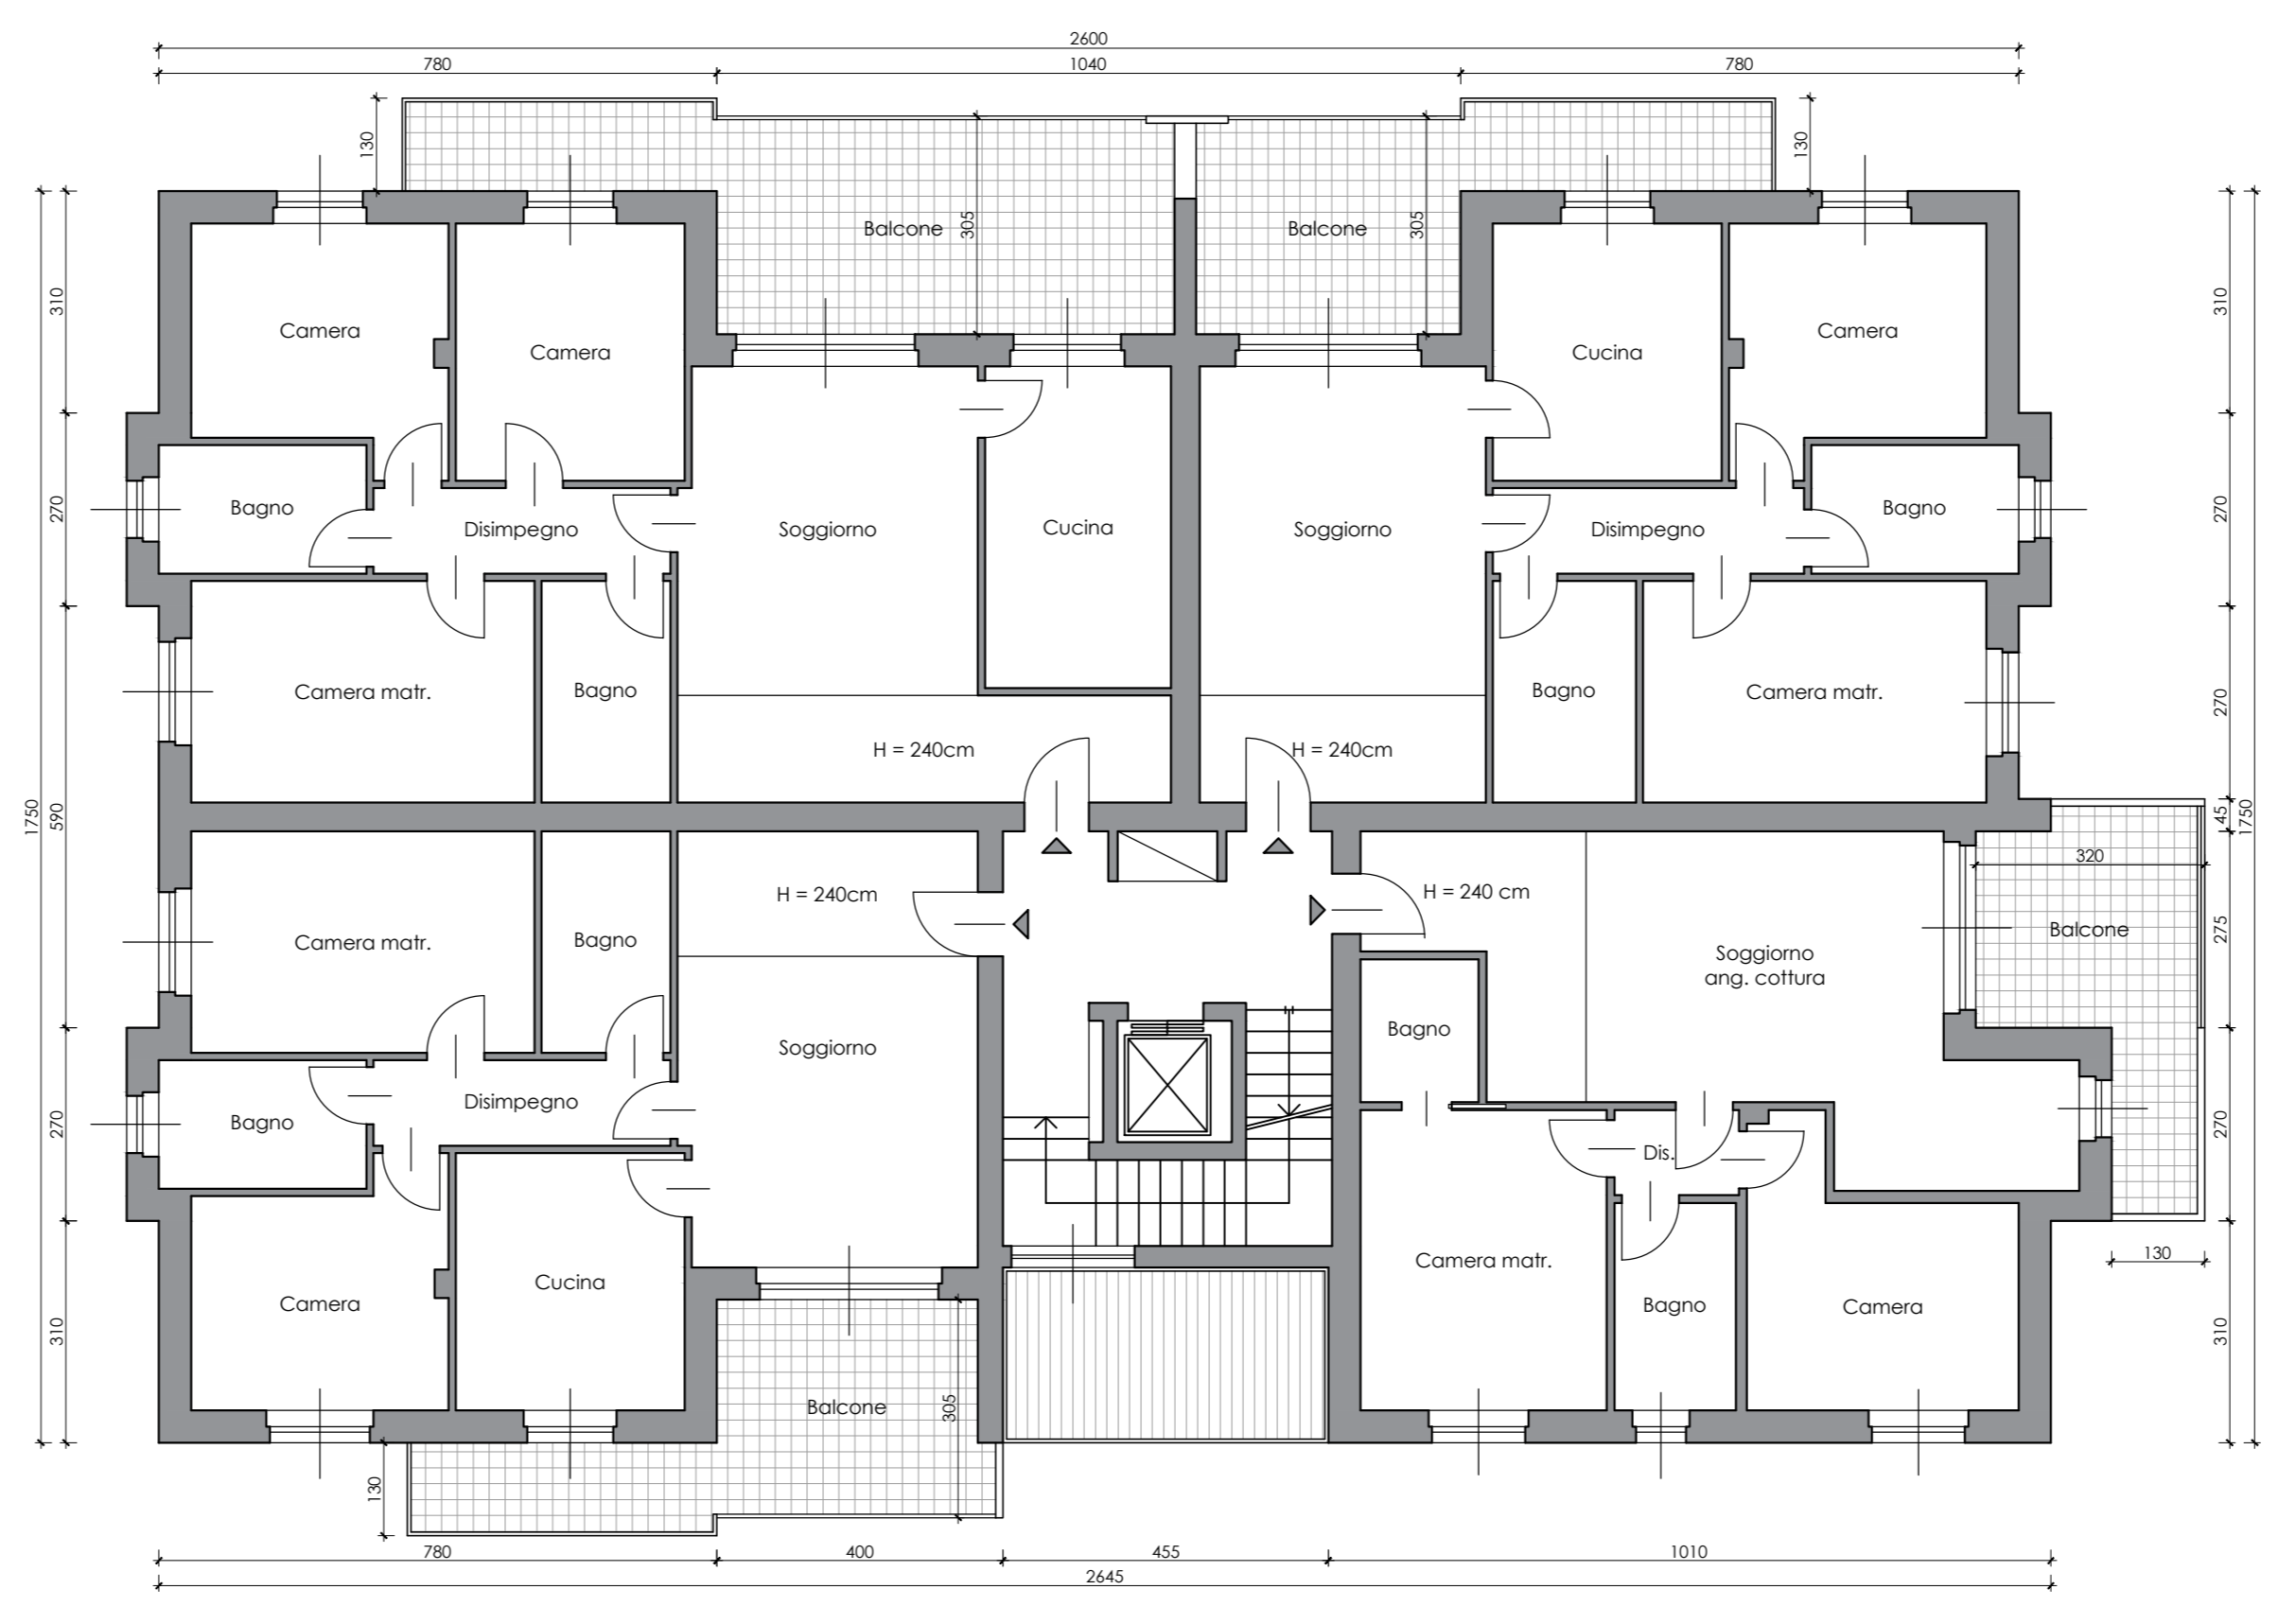 2600
780
1040
780
130
130
305
305
Balcone
Balcone
310
310
Camera
Camera
Cucina
Camera
270
270
Bagno
Disimpegno
Soggiorno
Cucina
Soggiorno
Disimpegno
Bagno
Camera matr.
Bagno
Bagno
Camera matr.
270
H = 240cm
H = 240cm
1750
590
45
1750
320
H = 240cm
H = 240 cm
Camera matr.
Bagno
Soggiorno
ang. cottura
Balcone
275
Bagno
Soggiorno
Bagno
Disimpegno
270
270
Dis.
Camera
Cucina
Camera matr.
Bagno
Camera
130
310
310
Balcone
305
130
780
400
455
1010
2645